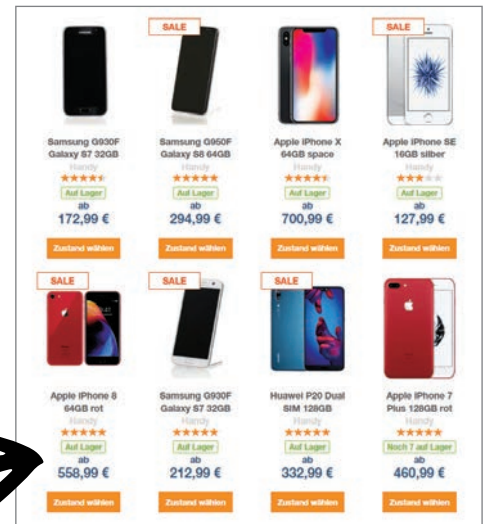 SALE
SALE
Samsung G930F
Galaxy S7 32GB
Handy
Auf Lager
ab
172,99 €
Zustand wählen
Samsung G950F
Galaxy S8 64GB
Handy
Auf Lager
ab
294,99 €
Zustand wählen
Apple iPhone X
64GB space
Handy
Auf Lager
ab
700,99 €
Zustand wählen
Apple iPhone SE
16GB silber
Handy
Auf Lager
ab
127,99 €
Zustand wählen
SALE
SALE
SALE
Apple iPhone 8
64GB rot
Handy
Auf Lager
ab
558,99 €
Zustand wählen
Samsung G930F
Galaxy S7 32GB
Handy
Auf Lager
ab
212,99 €
Zustand wählen
Huawei P20 Dual
SIM 128GB
Handy
Auf Lager
ab
332,99 €
Zustand wählen
Apple iPhone 7
Plus 128GB rot
Handy
Noch 7 auf Lager
ab
460,99 €
Zustand wählen